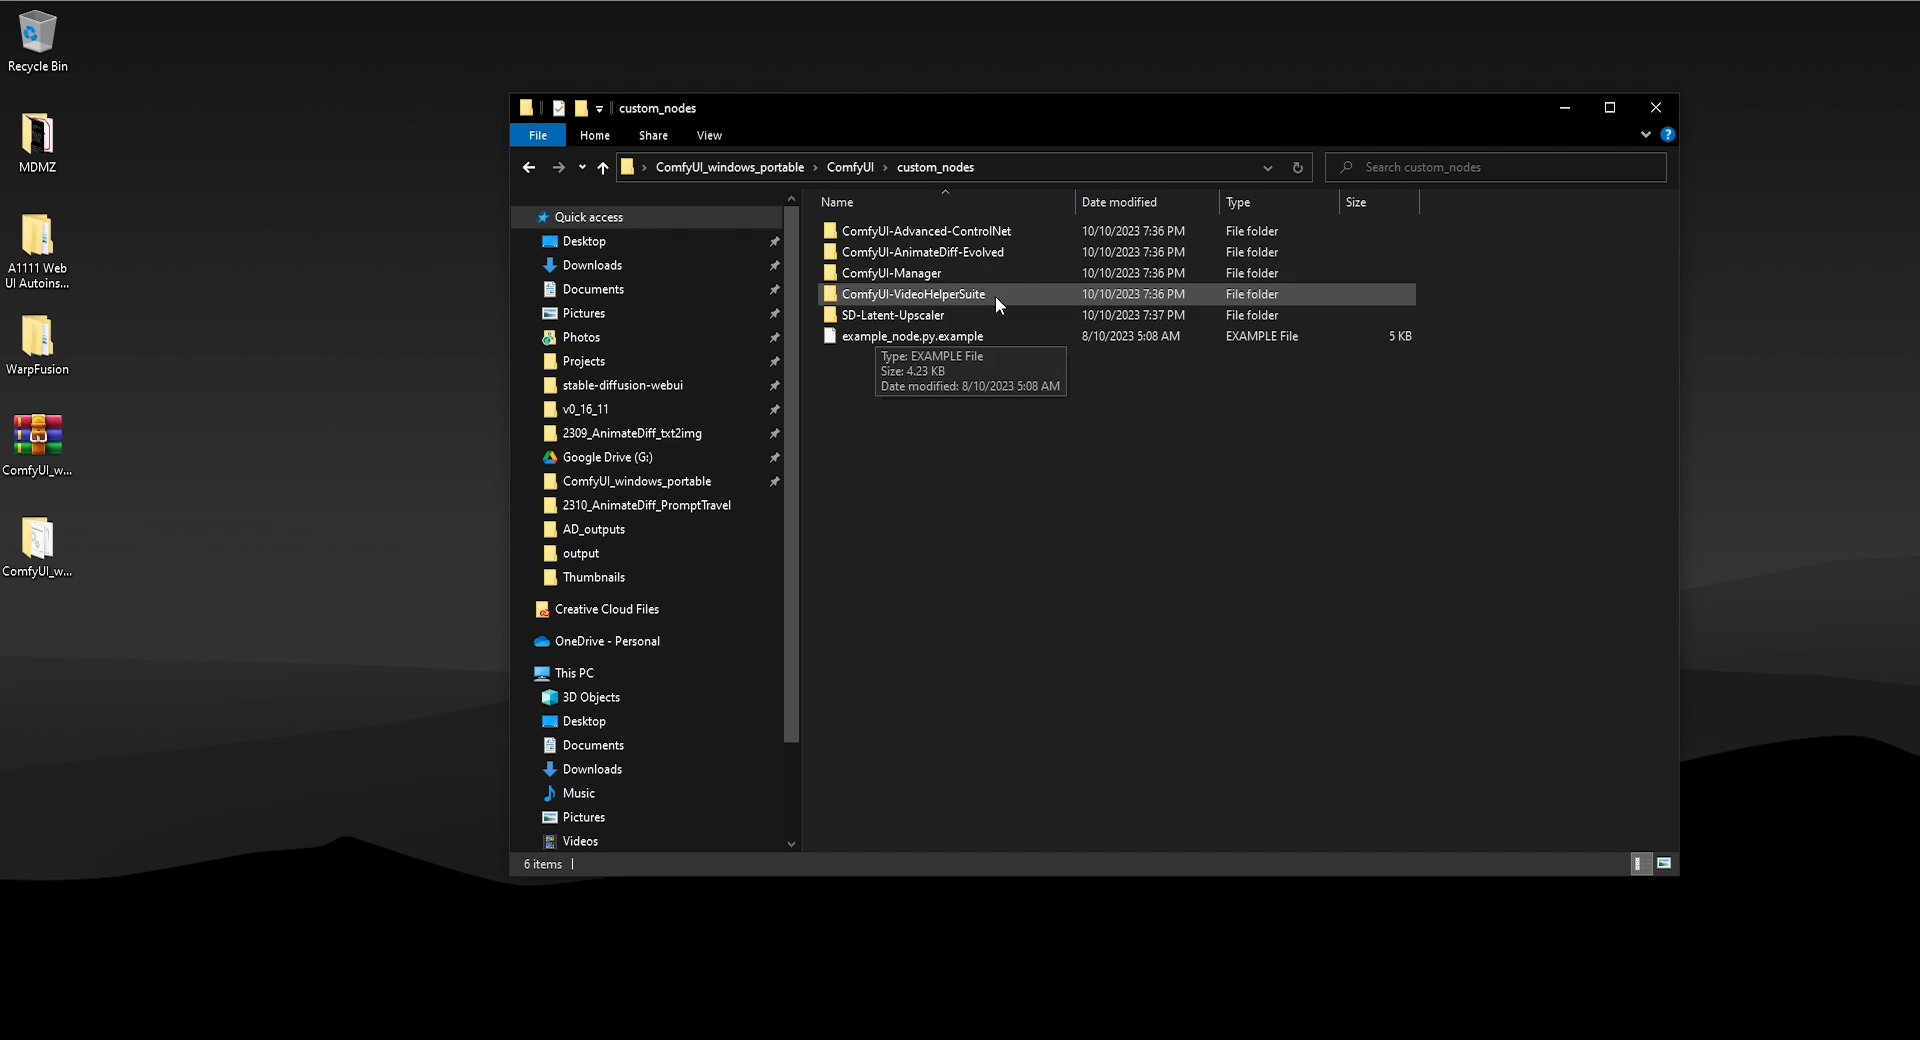 Recycle Bin
MDMZ
A1111 Web
UI Autoins...
WarpFusion
ComfyUI_w...
ComfyUI_w...
custom_nodes
File Home Share View
ComfyUI_windows_portable › ComfyUI › custom_nodes
Search custom_nodes
Quick access
Desktop
Downloads
Documents
Pictures
Photos
Projects
stable-diffusion-webui
v0_16_11
2309_AnimateDiff_txt2img
Google Drive (G:)
ComfyUI_windows_portable
2310_AnimateDiff_PromptTravel
AD_outputs
output
Thumbnails
Creative Cloud Files
OneDrive - Personal
This PC
3D Objects
Desktop
Documents
Downloads
Music
Pictures
Videos
Name Date modified Type Size
ComfyUI-Advanced-ControlNet 10/10/2023 7:36 PM File folder
ComfyUI-AnimateDiff-Evolved 10/10/2023 7:36 PM File folder
ComfyUI-Manager 10/10/2023 7:36 PM File folder
ComfyUI-VideoHelperSuite 10/10/2023 7:36 PM File folder
SD-Latent-Upscaler 10/10/2023 7:37 PM File folder
example_node.py.example 8/10/2023 5:08 AM EXAMPLE File 5 KB
Type: EXAMPLE File
Size: 4.23 KB
Date modified: 8/10/2023 5:08 AM
6 items